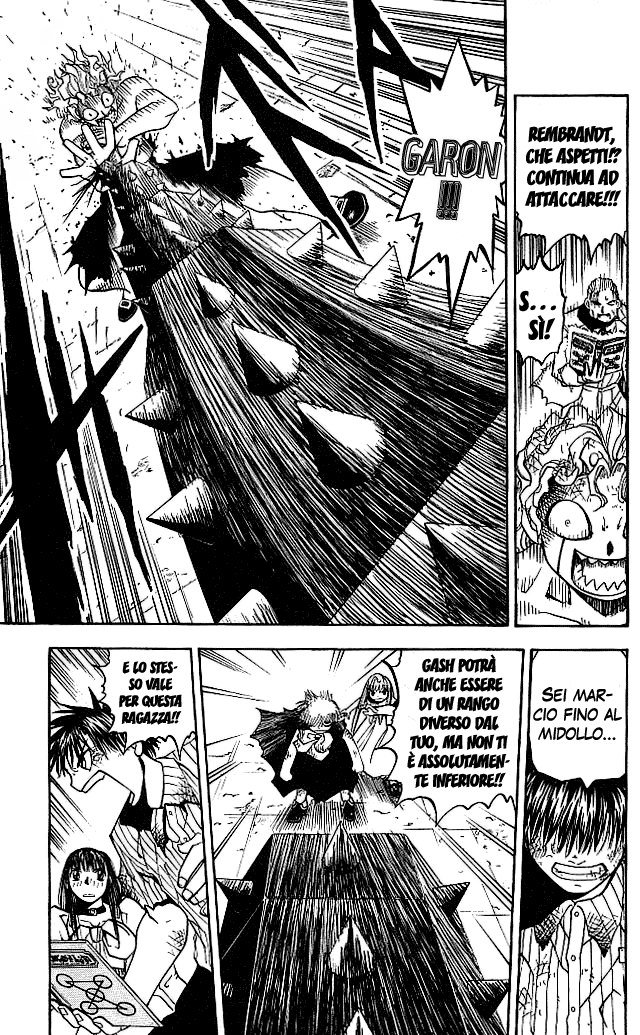 REMBRANDT,
CHE ASPETTI!?
CONTINUA AD
ATTACCARE!!!
S...
SÌ!
GARON
!!!
SEI MAR-
CIO FINO AL
MIDOLLO...
GASH POTRÀ
ANCHE ESSERE
DI UN RANGO
DIVERSO DAL
TUO, MA NON TI
È ASSOLUTAMEN-
TE INFERIORE!!
E LO STES-
SO VALE
PER QUESTA
RAGAZZA!!